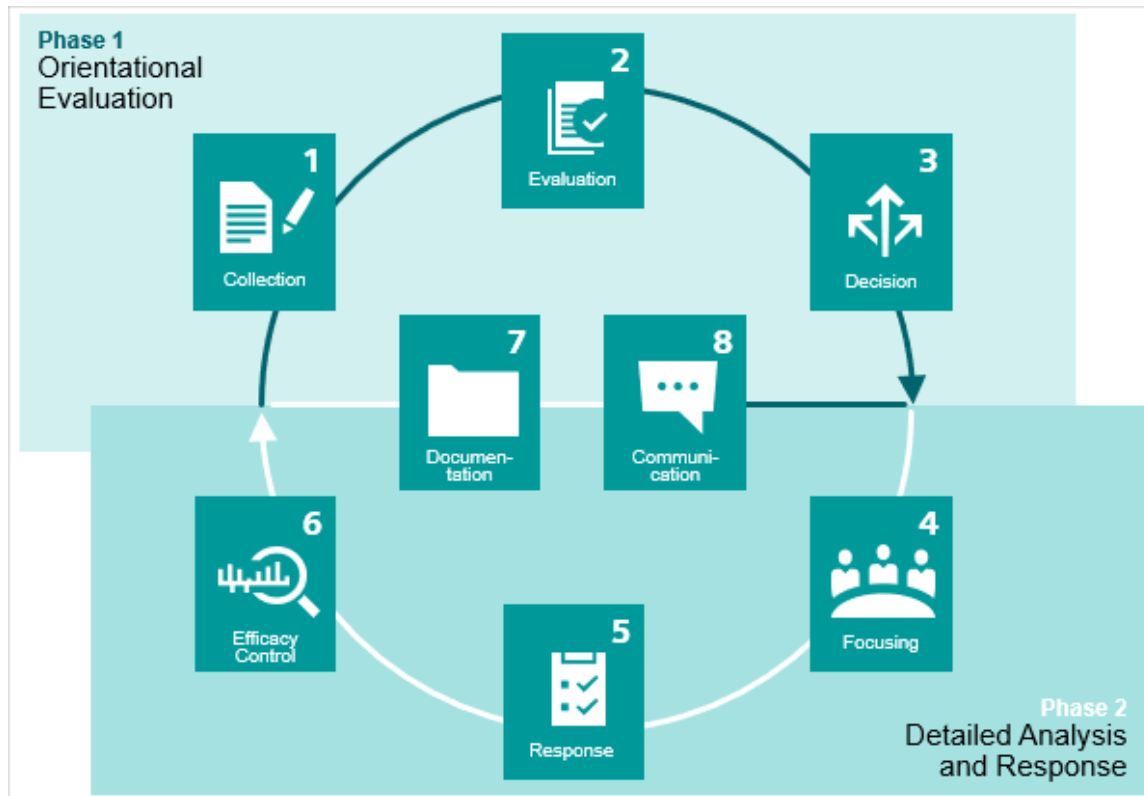 Phase 1
Orientational
Evaluation
1
Collection
2
Evaluation
3
Decision
7
Documen-
tation
8
Communi-
cation
6
Efficacy
Control
5
Response
4
Focusing
Phase 2
Detailed Analysis
and Response